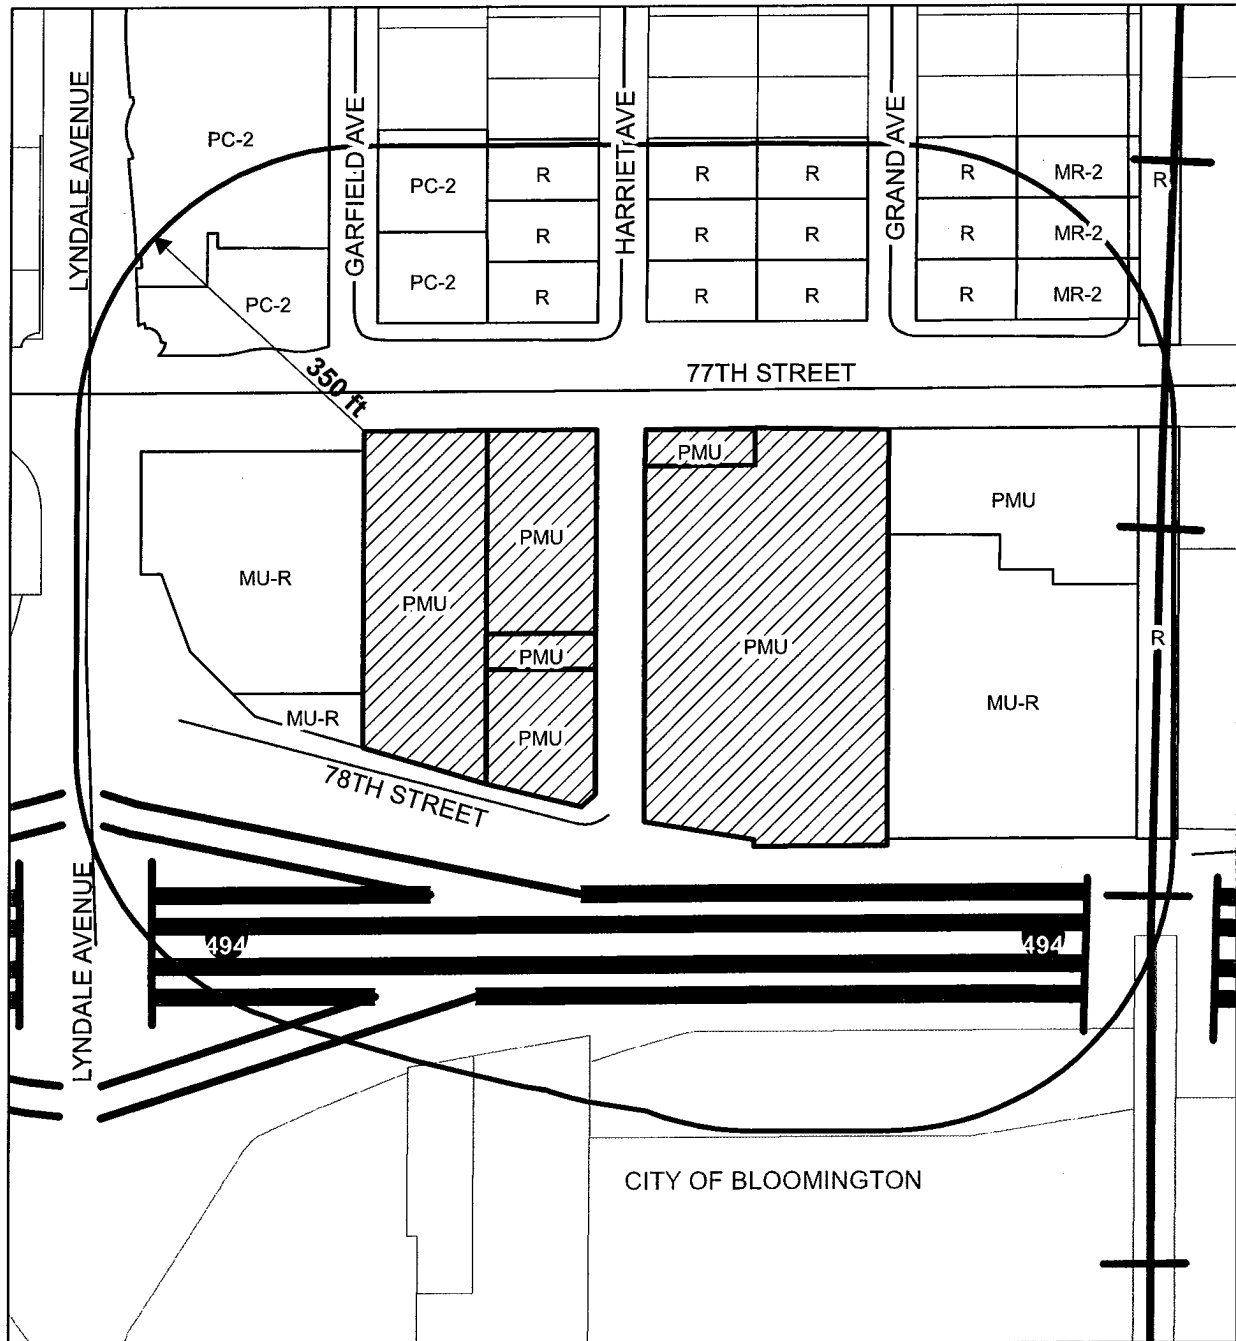 LYNDALE AVENUE
PC-2
GARFIELD AVE
HARRIET AVE
GRAND AVE
PC-2
R
R
R
R
MR-2
R
R
R
R
R
MR-2
PC-2
PC-2
R
R
R
R
MR-2
350 ft
77TH STREET
PMU
PMU
PMU
MU-R
PMU
PMU
PMU
R
MU-R
MU-R
PMU
78TH STREET
LYNDALE AVENUE
494
494
CITY OF BLOOMINGTON